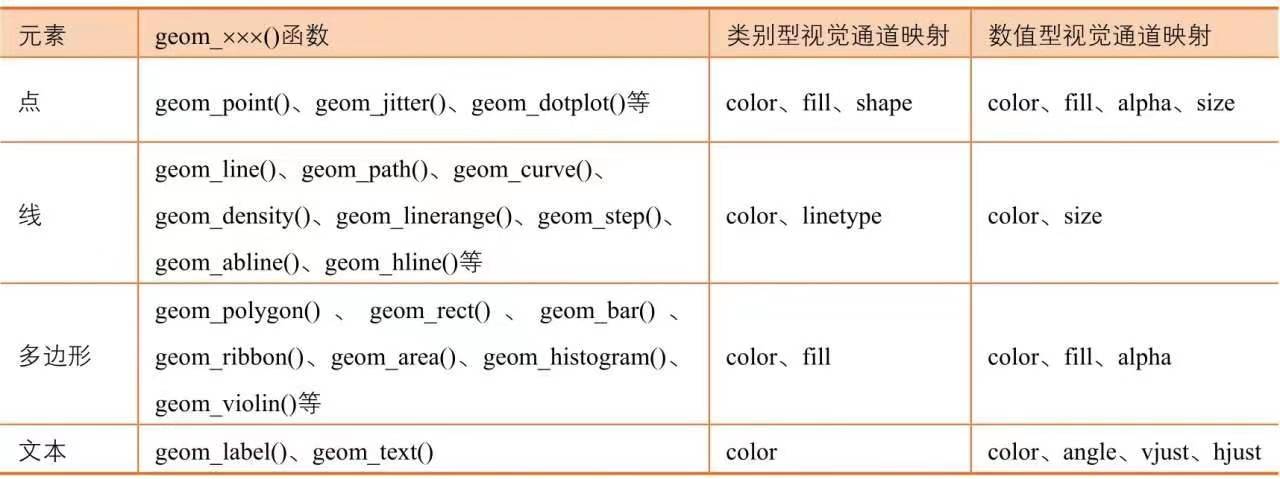 元素 geom_×××()函数 类别型视觉通道映射 数值型视觉通道映射
点 geom_point()、geom_jitter()、geom_dotplot()等 color、fill、shape color、fill、alpha、size
geom_line()、geom_path()、geom_curve()、
线 geom_density()、geom_linerange()、geom_step()、 color、linetype color、size
geom_abline()、geom_hline()等
geom_polygon() 、 geom_rect() 、 geom_bar() 、
多边形 geom_ribbon()、geom_area()、geom_histogram()、 color、fill color、fill、alpha
geom_violin()等
文本 geom_label()、geom_text() color color、angle、vjust、hjust